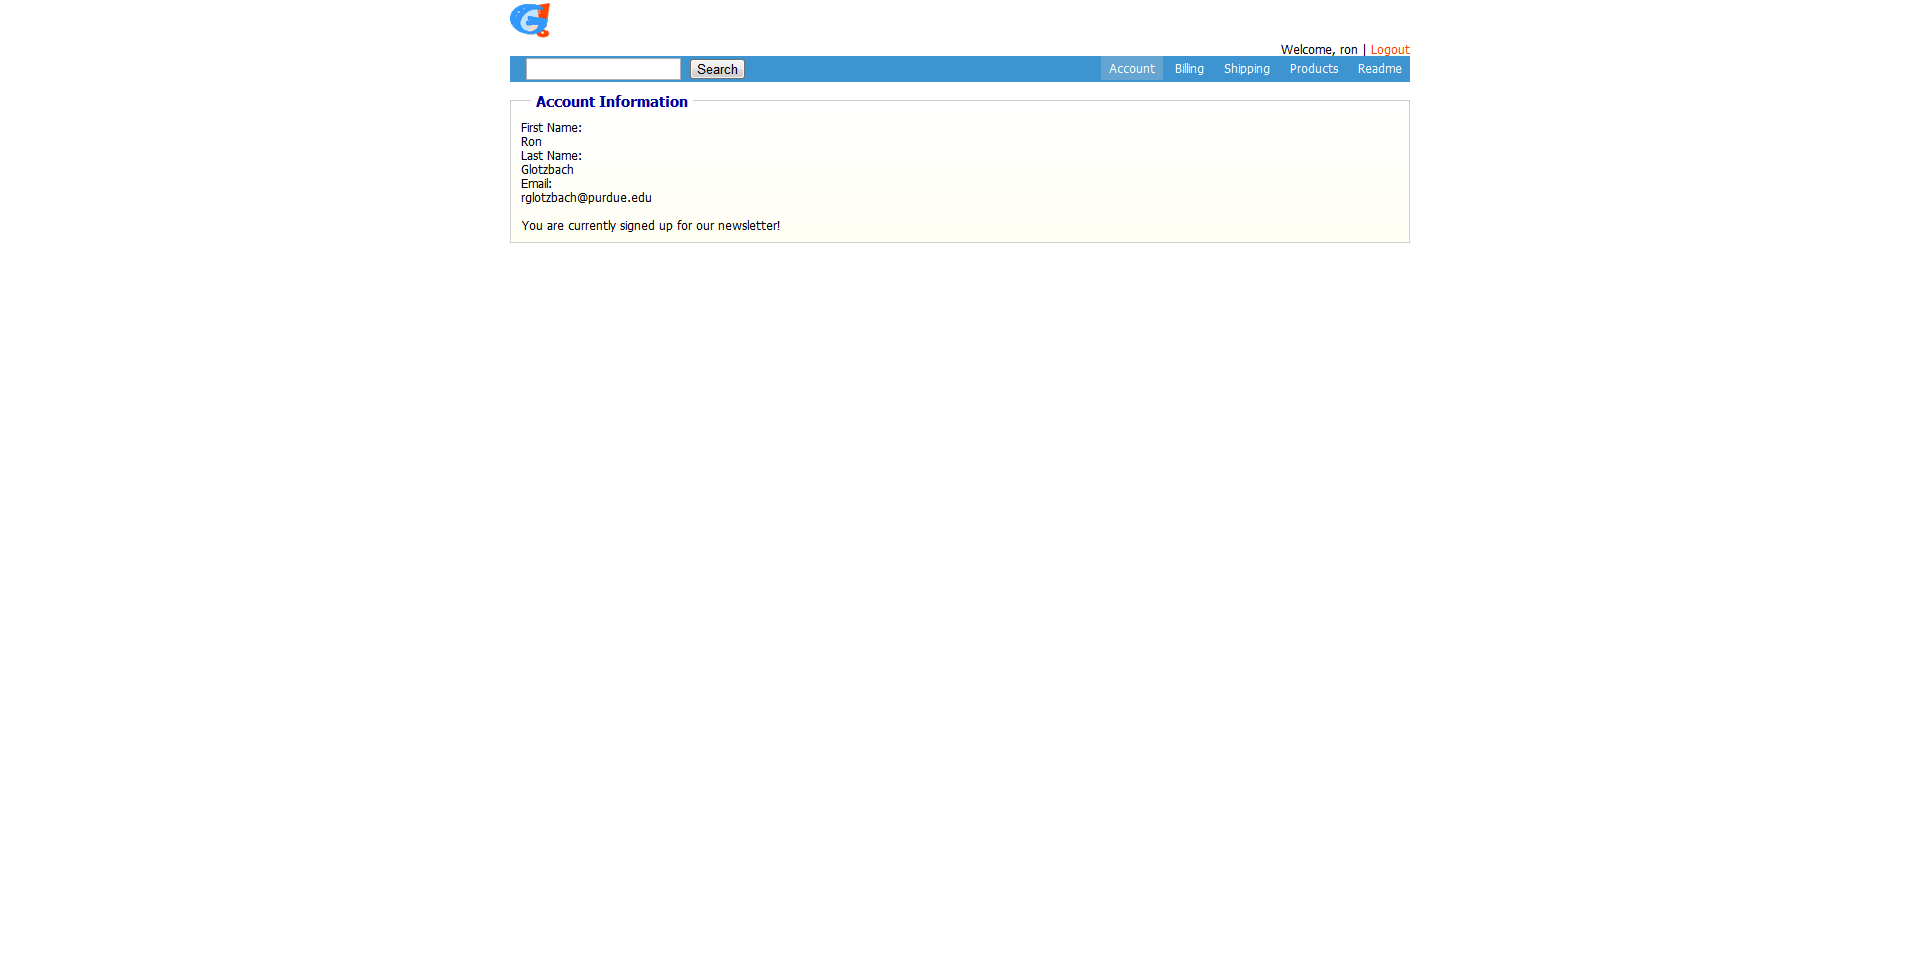 Welcome, ron | Logout
Search Account Billing Shipping Products Readme
Account Information
First Name:
Ron
Last Name:
Glotzbach
Email:
rglotzbach@purdue.edu
You are currently signed up for our newsletter!